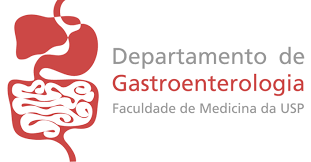 Departamento de
Gastroenterologia
Faculdade de Medicina da USP